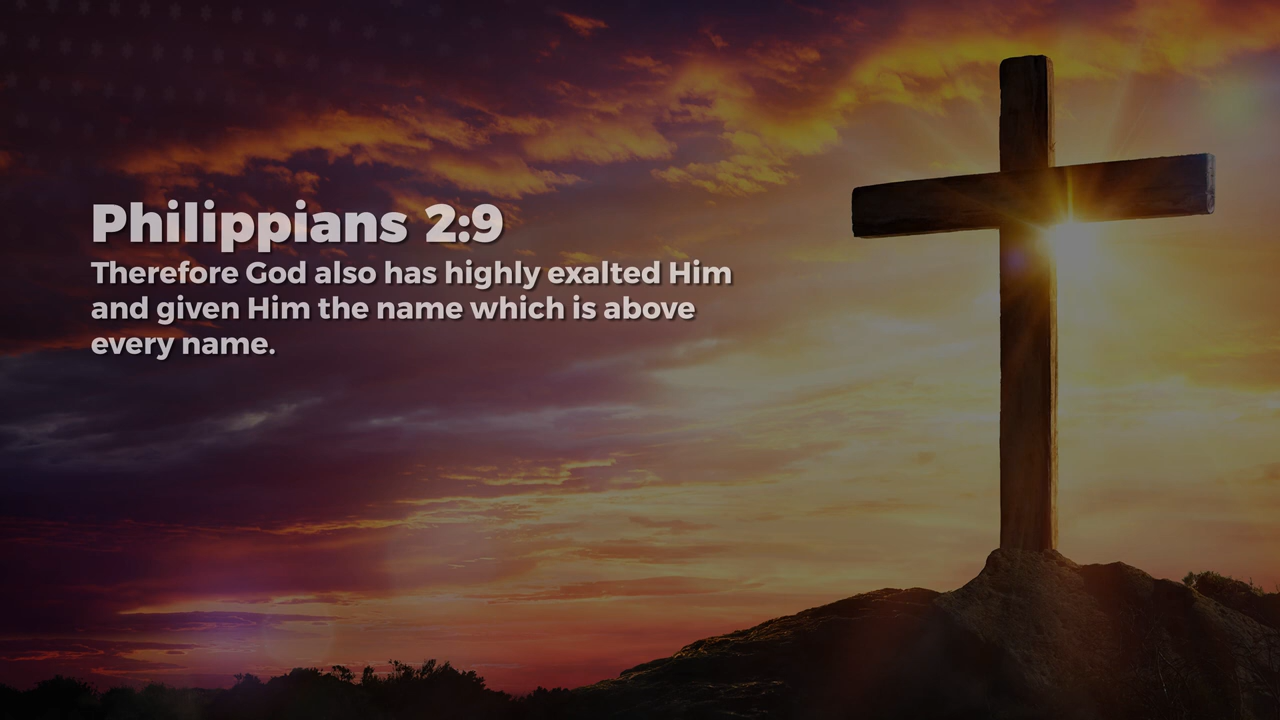 Philippians 2:9
Therefore God also has highly exalted Him
and given Him the name which is above
every name.